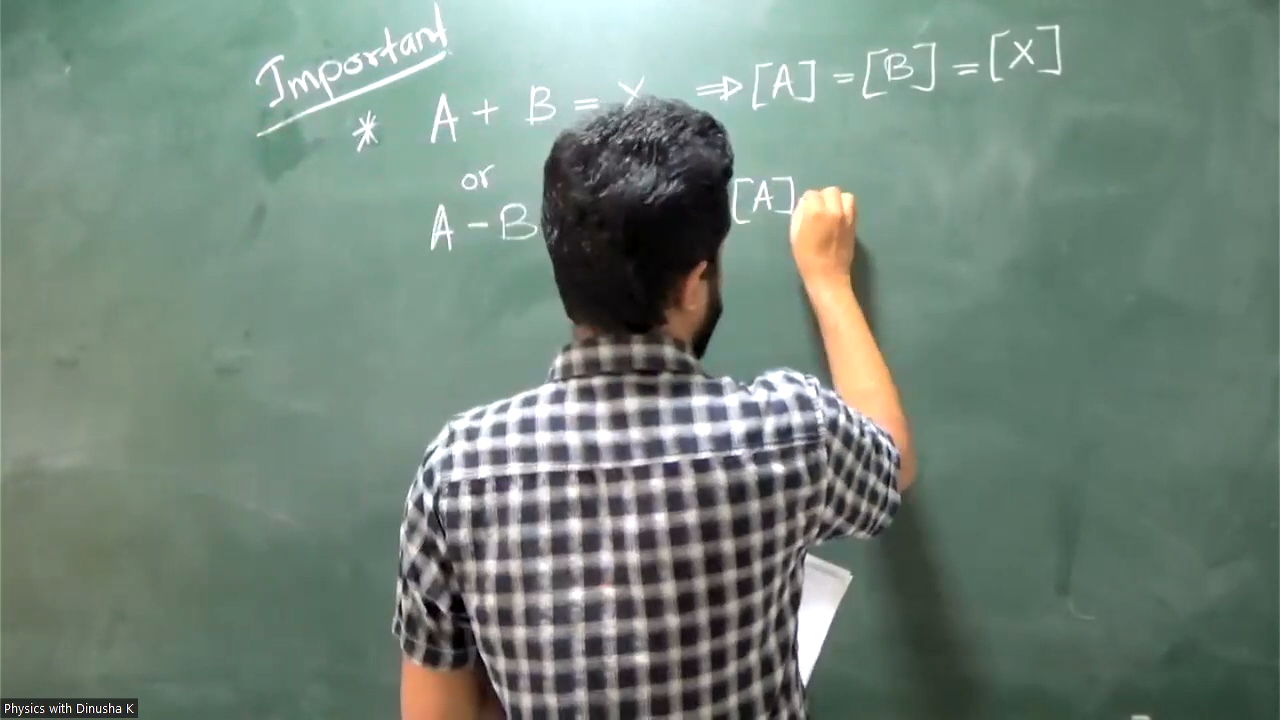 Important
* A + B = X ⇒ [A] = [B] = [X]
or
A - B [A]
Physics with Dinusha K